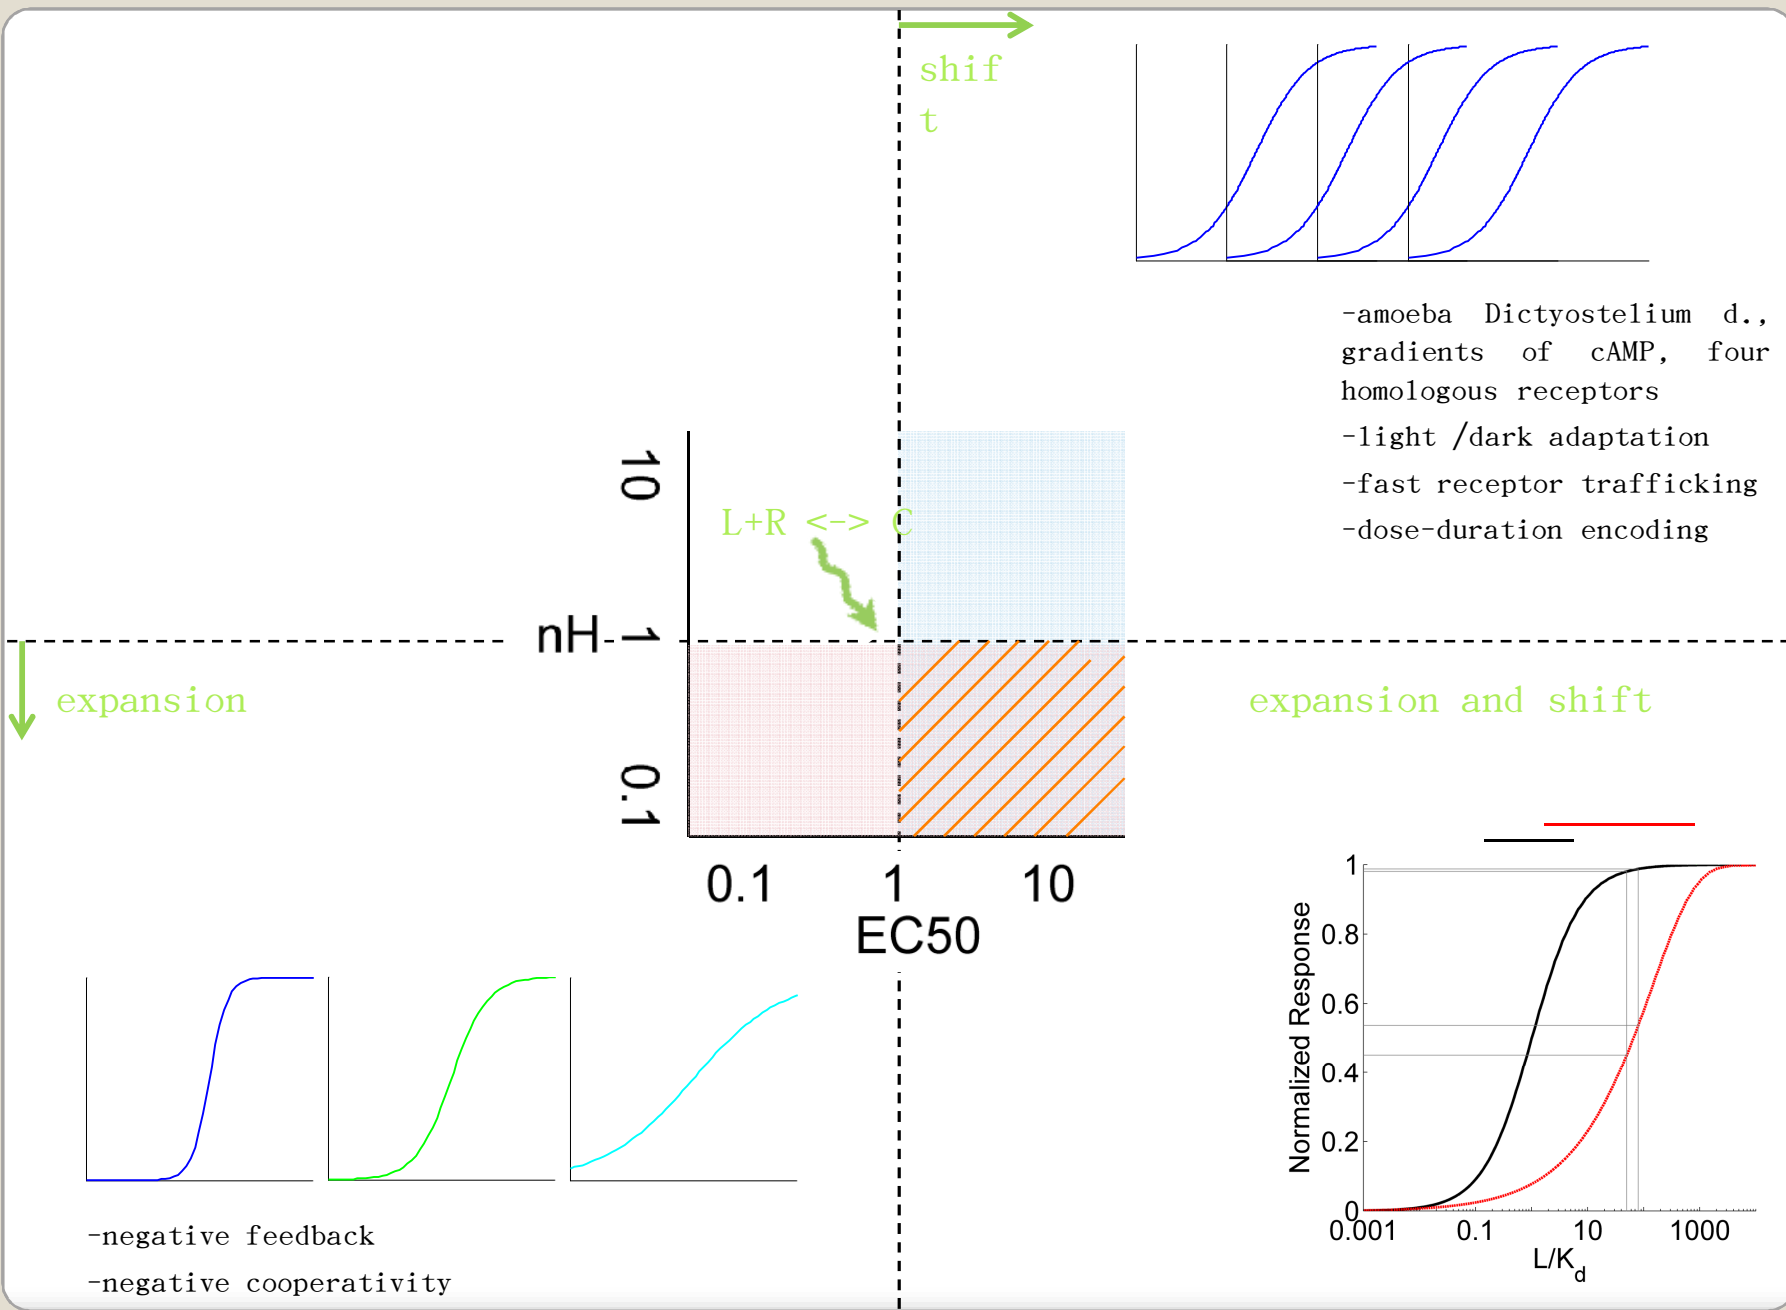 shif
t
-amoeba Dictyostelium d.,
gradients of cAMP, four
homologous receptors
-light /dark adaptation
-fast receptor trafficking
-dose-duration encoding
10
L+R <-> C
nH
1
expansion
expansion and shift
0.1
0.1
1
10
EC50
1
0.8
0.6
0.4
0.2
0
Normalized Response
0.001
0.1
10
1000
L/Kd
-negative feedback
-negative cooperativity